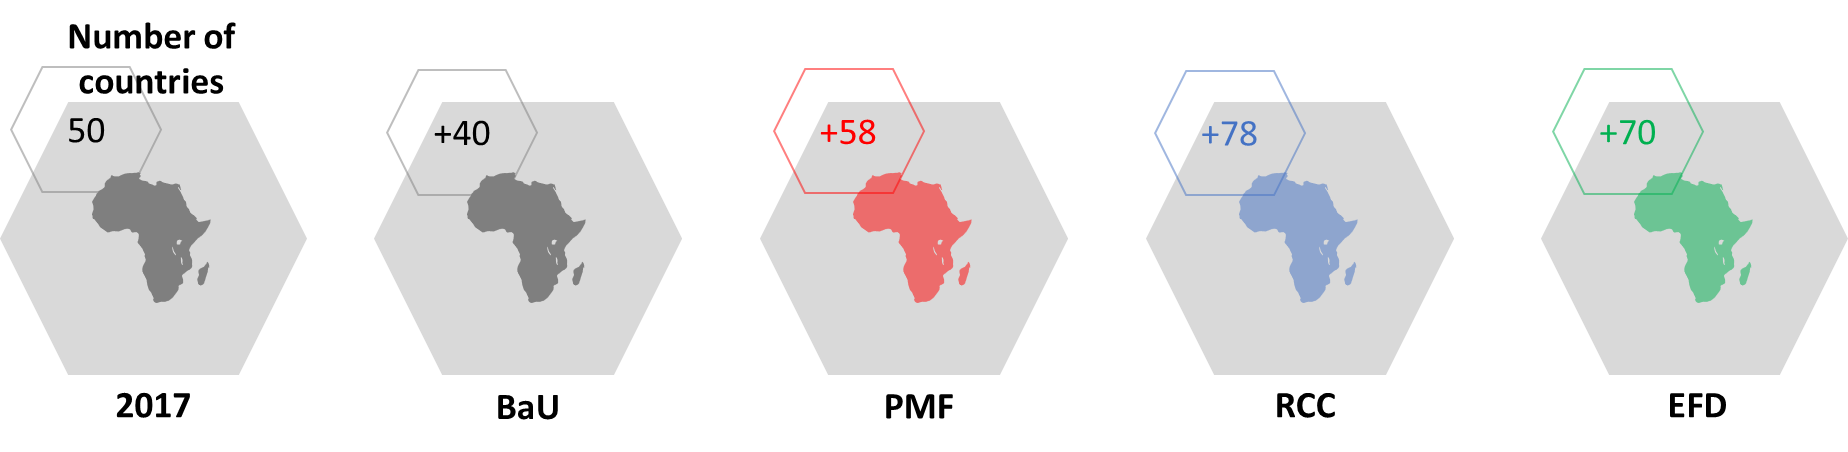 Number of
countries
50
+40
+58
+78
+70
2017
BaU
PMF
RCC
EFD